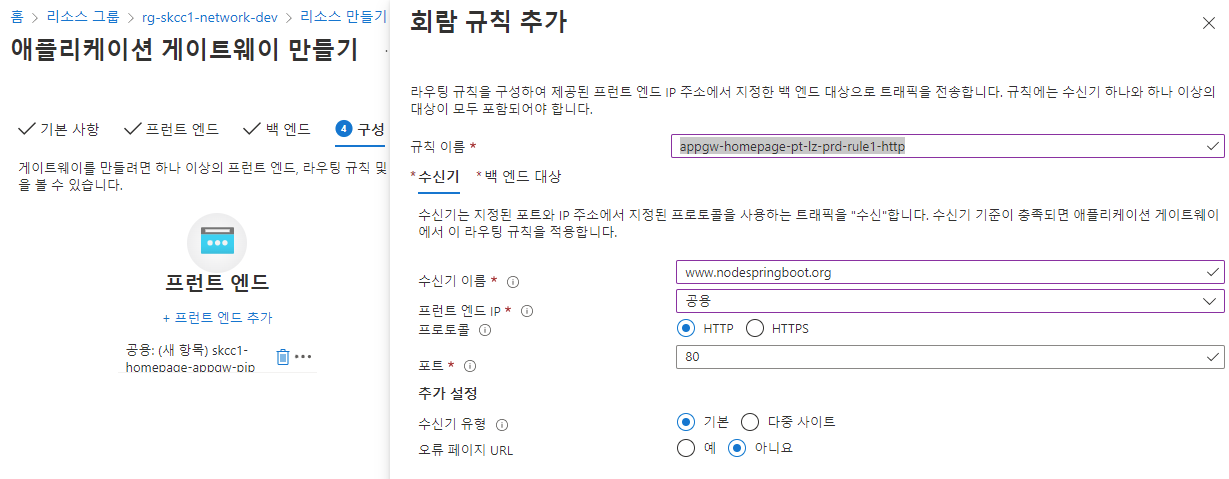 홈 > 리소스 그룹 > rg-skcc1-network-dev > 리소스 만들기
애플리케이션 게이트웨이 만들기
기본 사항 프런트 엔드 백 엔드 4 구성
게이트웨이를 만들려면 하나 이상의 프런트 엔드, 라우팅 규칙 및
을 볼 수 있습니다.
프런트 엔드
+ 프런트 엔드 추가
공용: (새 항목) skcc1-
homepage-appgw-pip
회람 규칙 추가
라우팅 규칙을 구성하여 제공된 프런트 엔드 IP 주소에서 지정한 백 엔드 대상으로 트래픽을 전송합니다. 규칙에는 수신기 하나와 하나 이상의
대상이 모두 포함되어야 합니다.
규칙 이름 * appgw-homepage-pt-lz-prd-rule1-http
* 수신기 * 백 엔드 대상
수신기는 지정된 포트와 IP 주소에서 지정된 프로토콜을 사용하는 트래픽을 "수신"합니다. 수신기 기준이 충족되면 애플리케이션 게이트웨이
에서 이 라우팅 규칙을 적용합니다.
수신기 이름 * www.nodespringboot.org
프런트 엔드 IP * 공용
프로토콜 HTTP HTTPS
포트 * 80
추가 설정
수신기 유형 기본 다중 사이트
오류 페이지 URL 예 아니요